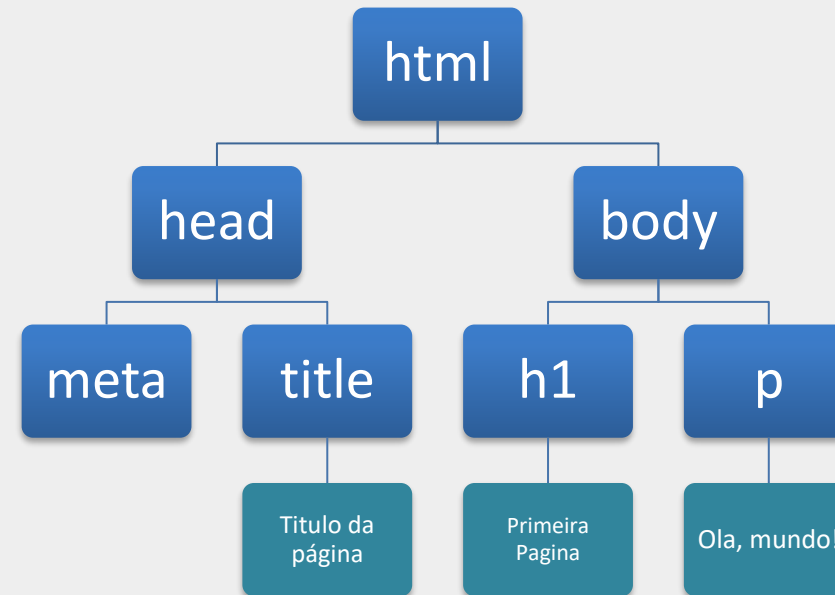 html
head
body
meta
title
h1
p
Titulo da
página
Primeira
Pagina
Ola, mundo!